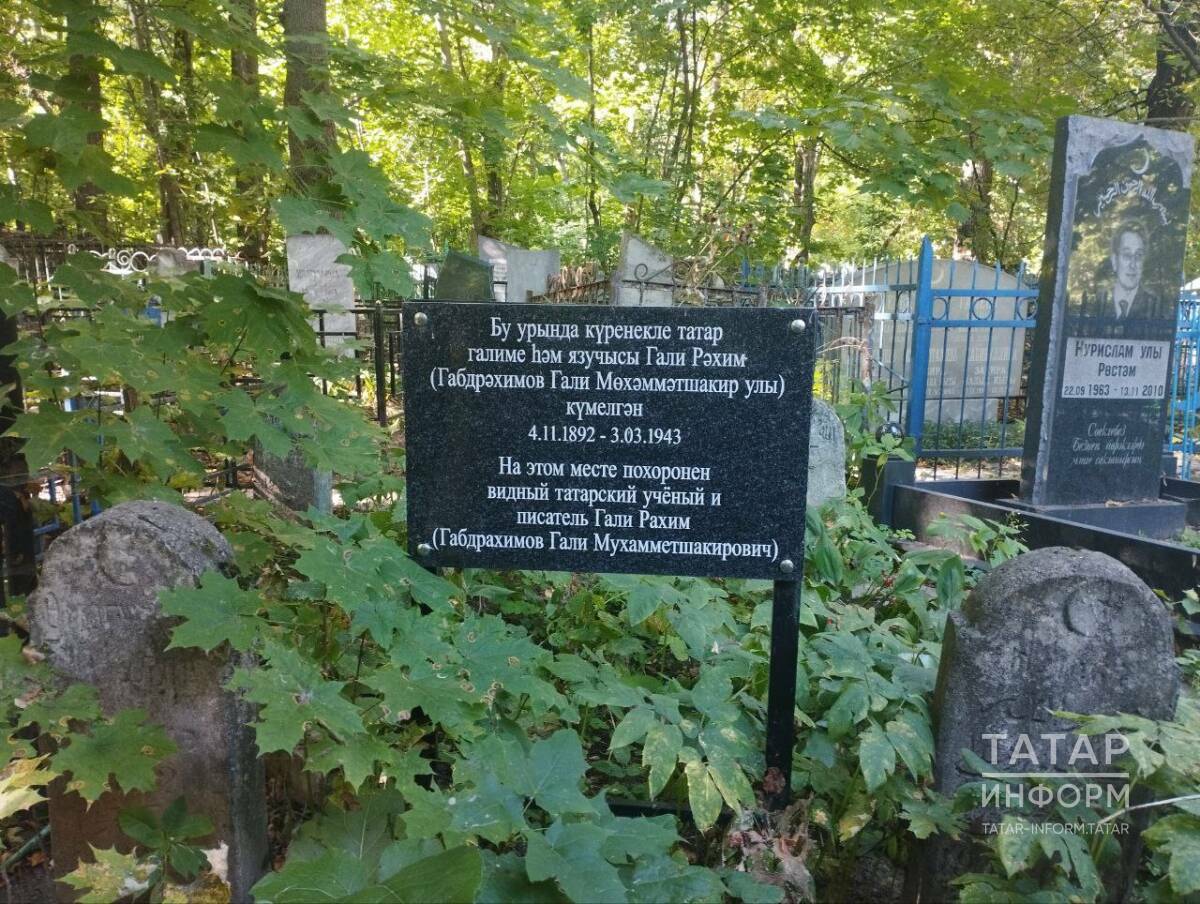 Бу урында күренекле татар
галиме һәм язучысы Гали Рәхим
(Габдрәхимов Гали Мөхәммәтшакир улы)
күмелгән
4.11.1892 - 3.03.1943
На этом месте похоронен
видный татарский учёный и
писатель Гали Рахим
(Габдрахимов Гали Мухамметшакирович)
НУРИСЛАМ УЛЫ
Рөстәм
22.09 1963 - 13.11 2010
ТАТАР
ИНФОРМ
TATAR-INFORM.TATAR